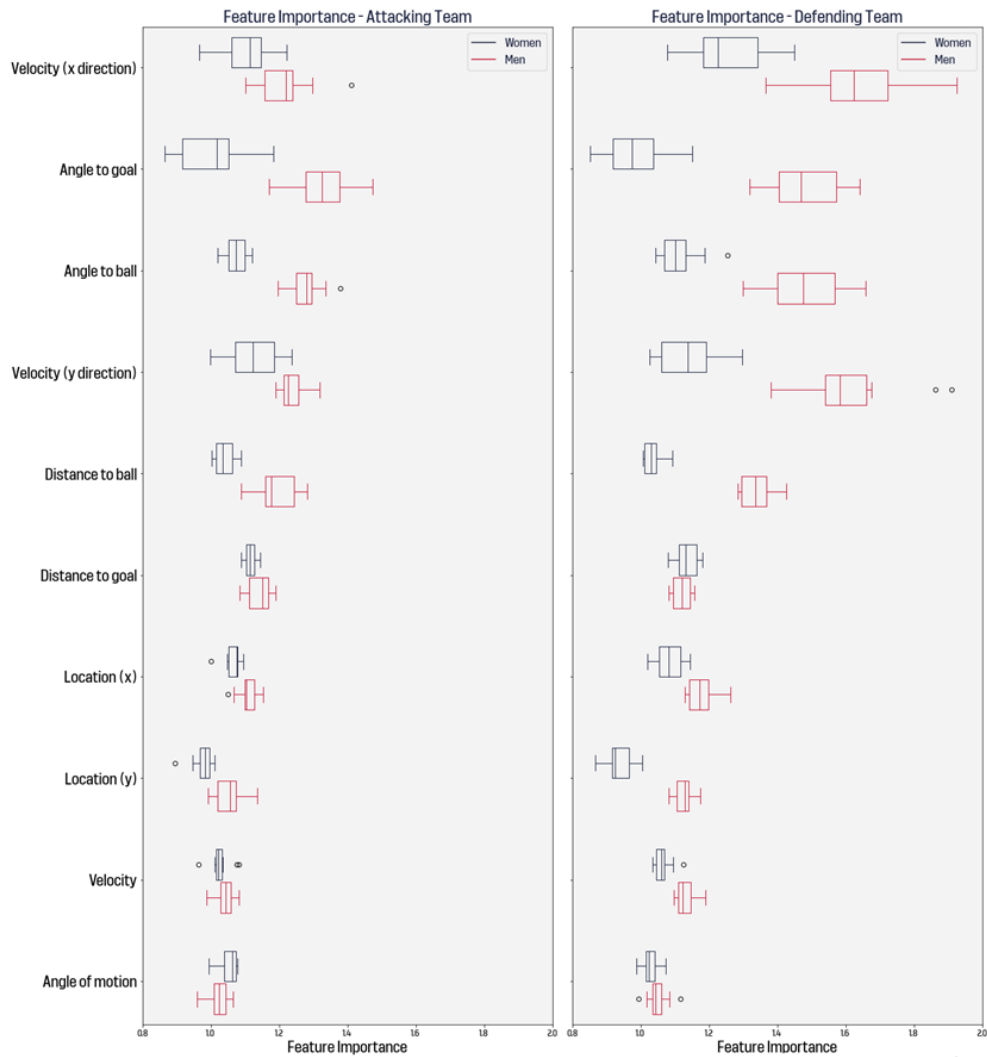 Feature Importance - Attacking Team
Feature Importance - Defending Team
Women
Men
Women
Men
Velocity (x direction)
Angle to goal
Angle to ball
Velocity (y direction)
Distance to ball
Distance to goal
Location (x)
Location (y)
Velocity
Angle of motion
0.8 1.0 1.2 1.4 1.6 1.8 2.0
0.8 1.0 1.2 1.4 1.6 1.8 2.0
Feature Importance
Feature Importance